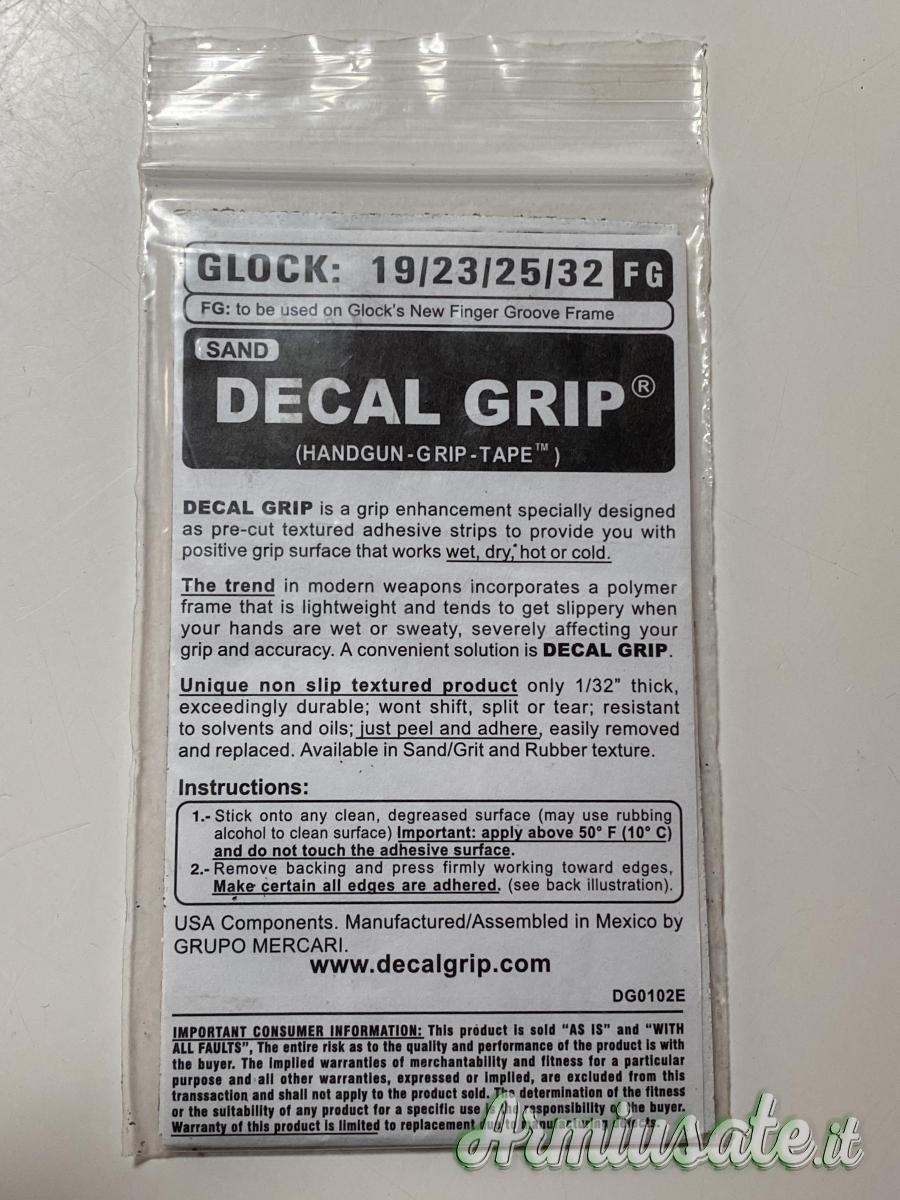 GLOCK: 19/23/25/32 FG
FG: to be used on Glock's New Finger Groove Frame
SAND
DECAL GRIP®
(HANDGUN-GRIP-TAPE™)
DECAL GRIP is a grip enhancement specially designed
as pre-cut textured adhesive strips to provide you with
positive grip surface that works wet, dry, hot or cold.
The trend in modern weapons incorporates a polymer
frame that is lightweight and tends to get slippery when
your hands are wet or sweaty, severely affecting your
grip and accuracy. A convenient solution is DECAL GRIP.
Unique non slip textured product only 1/32" thick,
exceedingly durable; wont shift, split or tear; resistant
to solvents and oils; just peel and adhere, easily removed
and replaced. Available in Sand/Grit and Rubber texture.
Instructions:
1.- Stick onto any clean, degreased surface (may use rubbing
alcohol to clean surface) Important: apply above 50° F (10° C)
and do not touch the adhesive surface.
2.- Remove backing and press firmly working toward edges,
Make certain all edges are adhered. (see back illustration).
USA Components. Manufactured/Assembled in Mexico by
GRUPO MERCARI.
www.decalgrip.com
DG0102E
IMPORTANT CONSUMER INFORMATION: This product is sold “AS IS” and “WITH
ALL FAULTS”, The entire risk as to the quality and performance of the product is with
the buyer. The implied warranties of merchantability and fitness for a particular
purpose and all other warranties, expressed or implied, are excluded from this
transsaction and shall not apply to the product sold. The determination of the fitness
or the suitability of any product for a specific use is the responsibility of the buyer.
Warranty of this product is limited to replacement due to manufacturing defects.
Armiusate.it